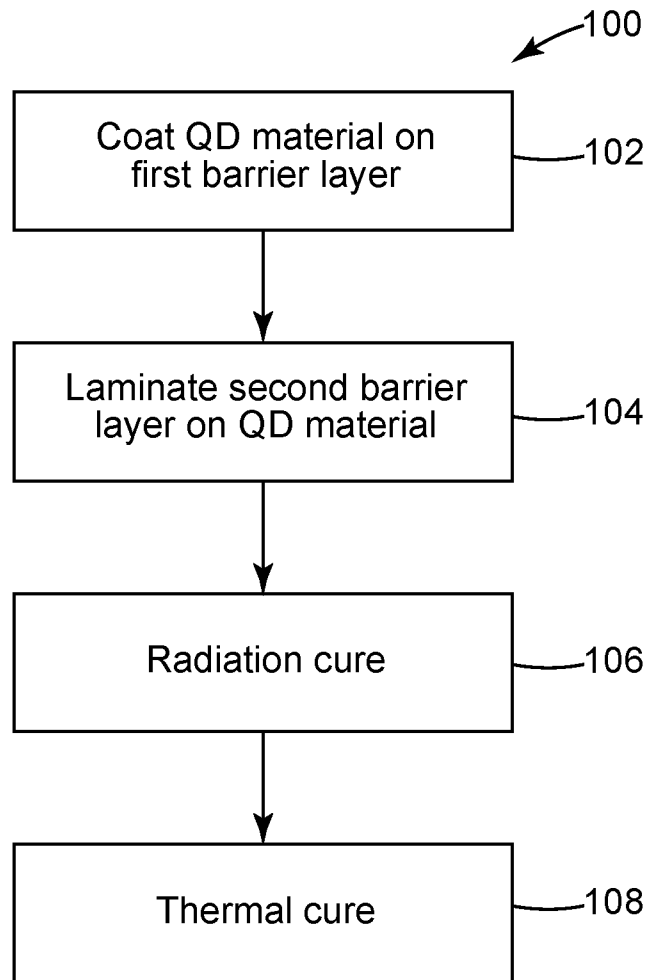 100
Coat QD material on
first barrier layer
102
Laminate second barrier
layer on QD material
104
Radiation cure
106
Thermal cure
108